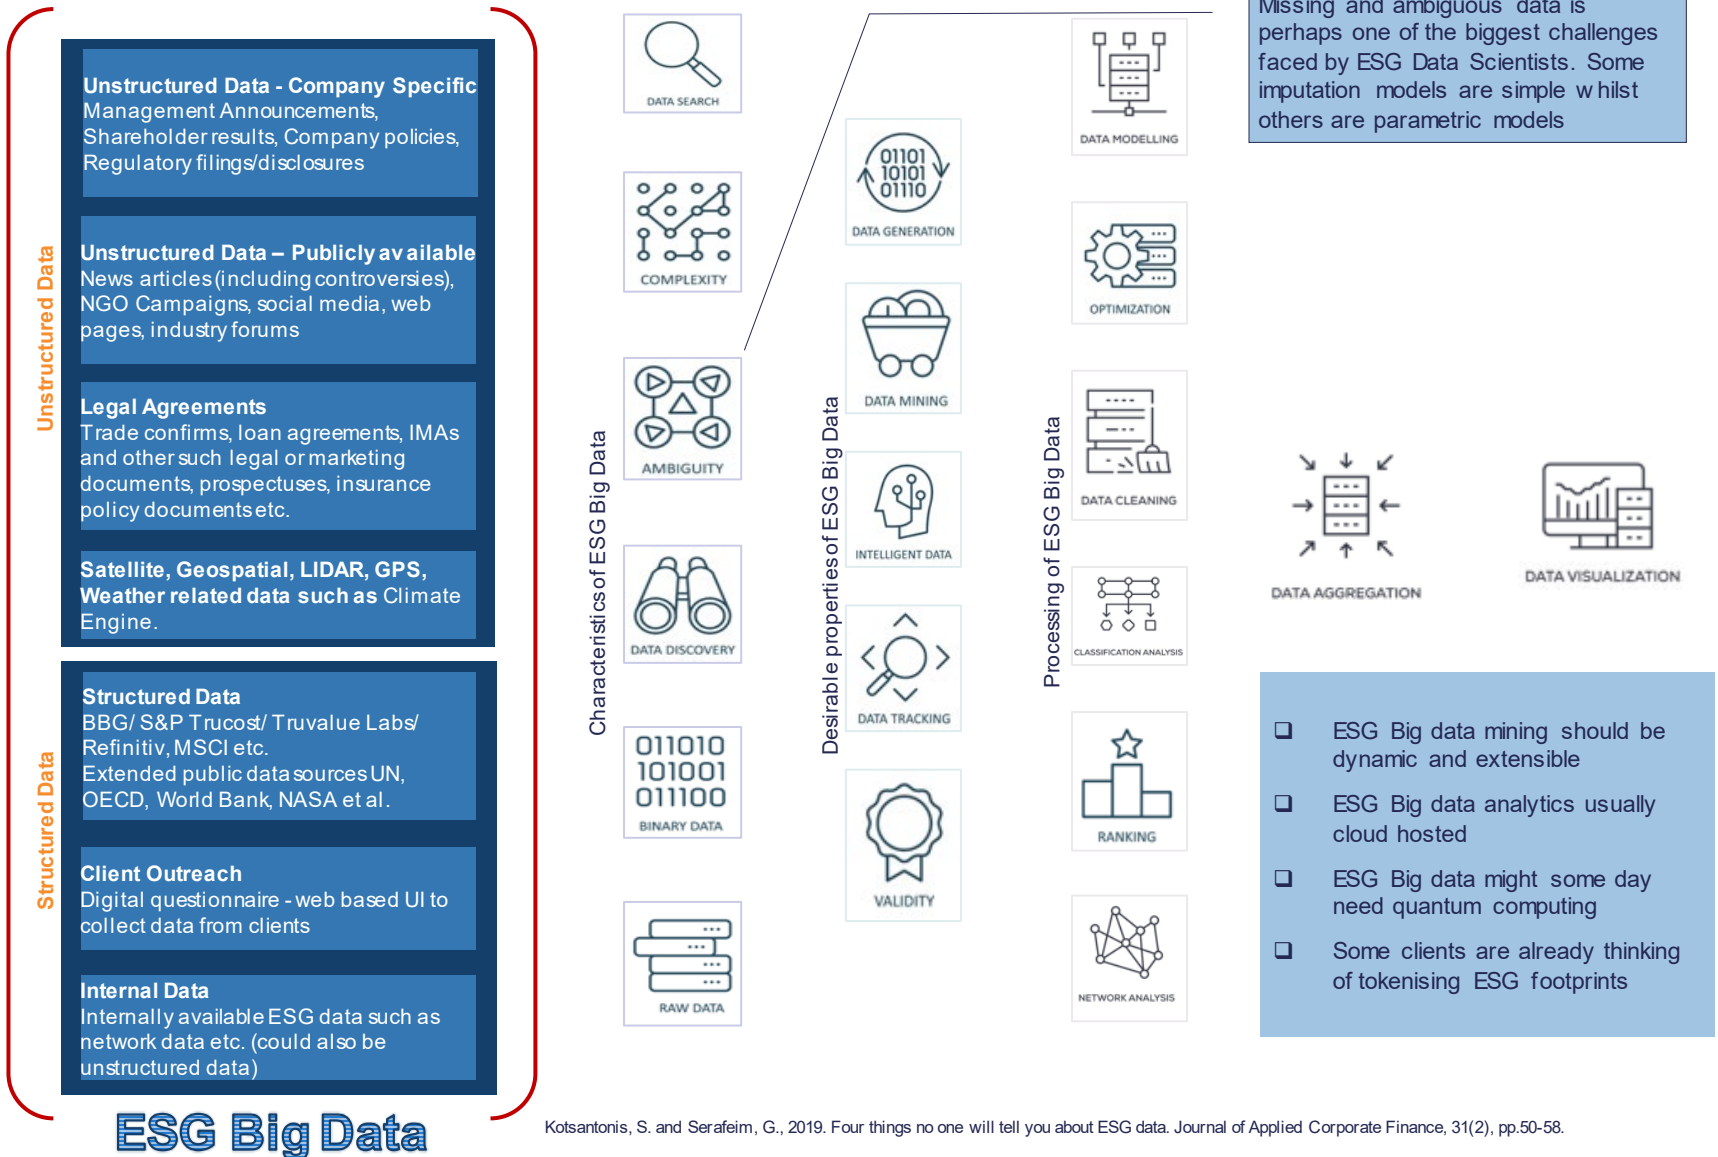 Unstructured Data
Unstructured Data - Company Specific
Management Announcements,
Shareholder results, Company policies,
Regulatory filings/disclosures
Unstructured Data – Publicly available
News articles (including controversies),
NGO Campaigns, social media, web
pages, industry forums
Legal Agreements
Trade confirms, loan agreements, IMAs
and other such legal or marketing
documents, prospectuses, insurance
policy documents etc.
Satellite, Geospatial, LIDAR, GPS,
Weather related data such as Climate
Engine.
Structured Data
Structured Data
BBG/ S&P Trucost/ Truvalue Labs/
Refinitiv, MSCI etc.
Extended public data sources UN,
OECD, World Bank, NASA et al.
Client Outreach
Digital questionnaire - web based UI to
collect data from clients
Internal Data
Internally available ESG data such as
network data etc. (could also be
unstructured data)
ESG Big Data
Characteristics of ESG Big Data
DATA SEARCH
COMPLEXITY
AMBIGUITY
DATA DISCOVERY
011010
101001
011100
BINARY DATA
RAW DATA
Desirable properties of ESG Big Data
01101
10101
01110
DATA GENERATION
DATA MINING
INTELLIGENT DATA
DATA TRACKING
VALIDITY
Processing of ESG Big Data
DATA MODELLING
OPTIMIZATION
DATA CLEANING
CLASSIFICATION ANALYSIS
RANKING
NETWORK ANALYSIS
Missing and ambiguous data is
perhaps one of the biggest challenges
faced by ESG Data Scientists. Some
imputation models are simple whilst
others are parametric models
DATA AGGREGATION
DATA VISUALIZATION
ESG Big data mining should be
dynamic and extensible
ESG Big data analytics usually
cloud hosted
ESG Big data might some day
need quantum computing
Some clients are already thinking
of tokenising ESG footprints
Kotsantonis, S. and Serafeim, G., 2019. Four things no one will tell you about ESG data. Journal of Applied Corporate Finance, 31(2), pp.50-58.